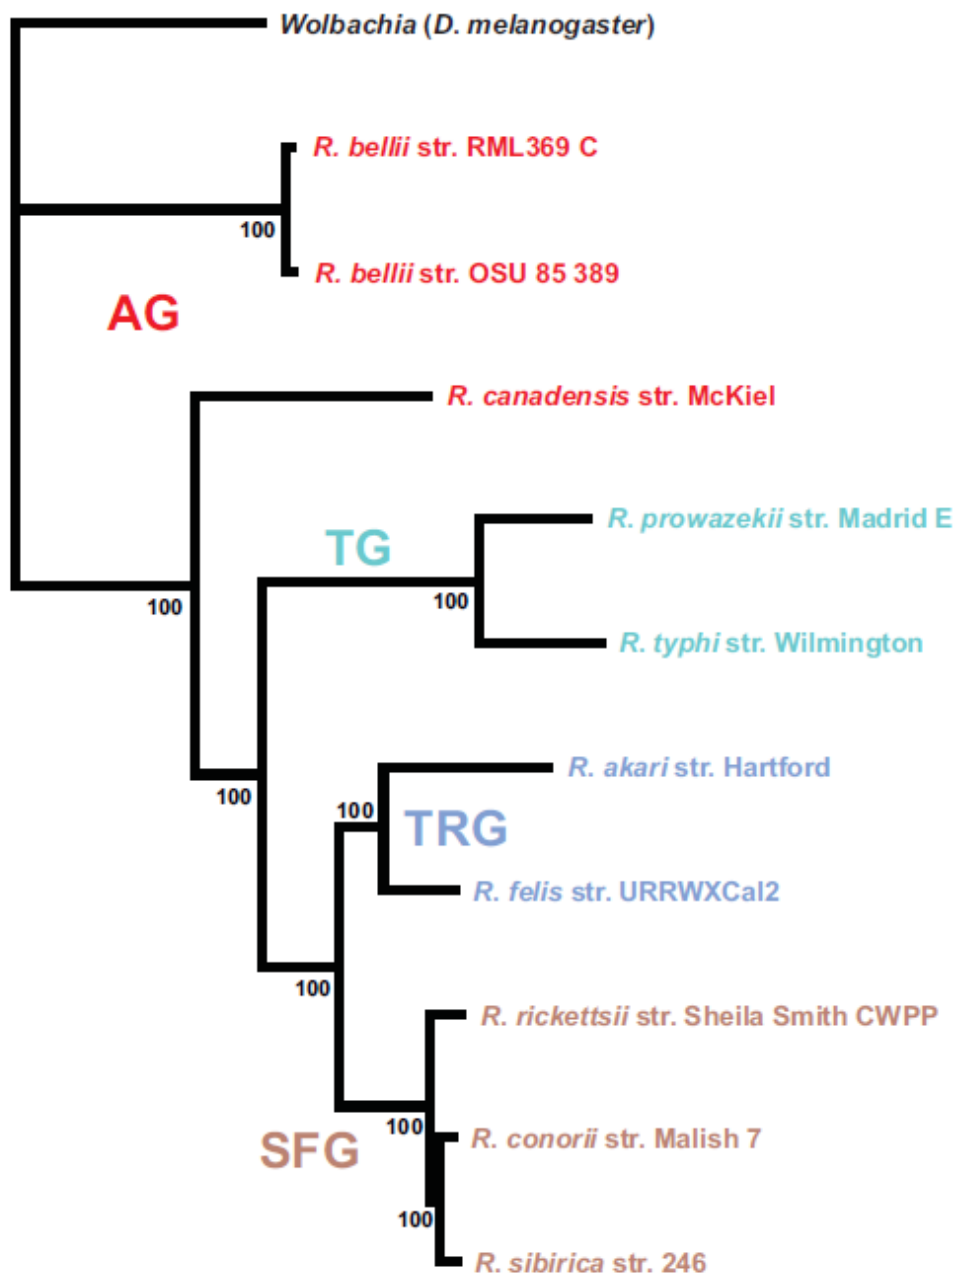 Wolbachia (D. melanogaster)
R. bellii str. RML369 C
100
R. bellii str. OSU 85 389
AG
R. canadensis str. McKiel
R. prowazekii str. Madrid E
TG
100
100
R. typhi str. Wilmington
R. akari str. Hartford
100
100
TRG
R. felis str. URRWXCal2
100
R. rickettsii str. Sheila Smith CWPP
100
R. conorii str. Malish 7
SFG
100
R. sibirica str. 246